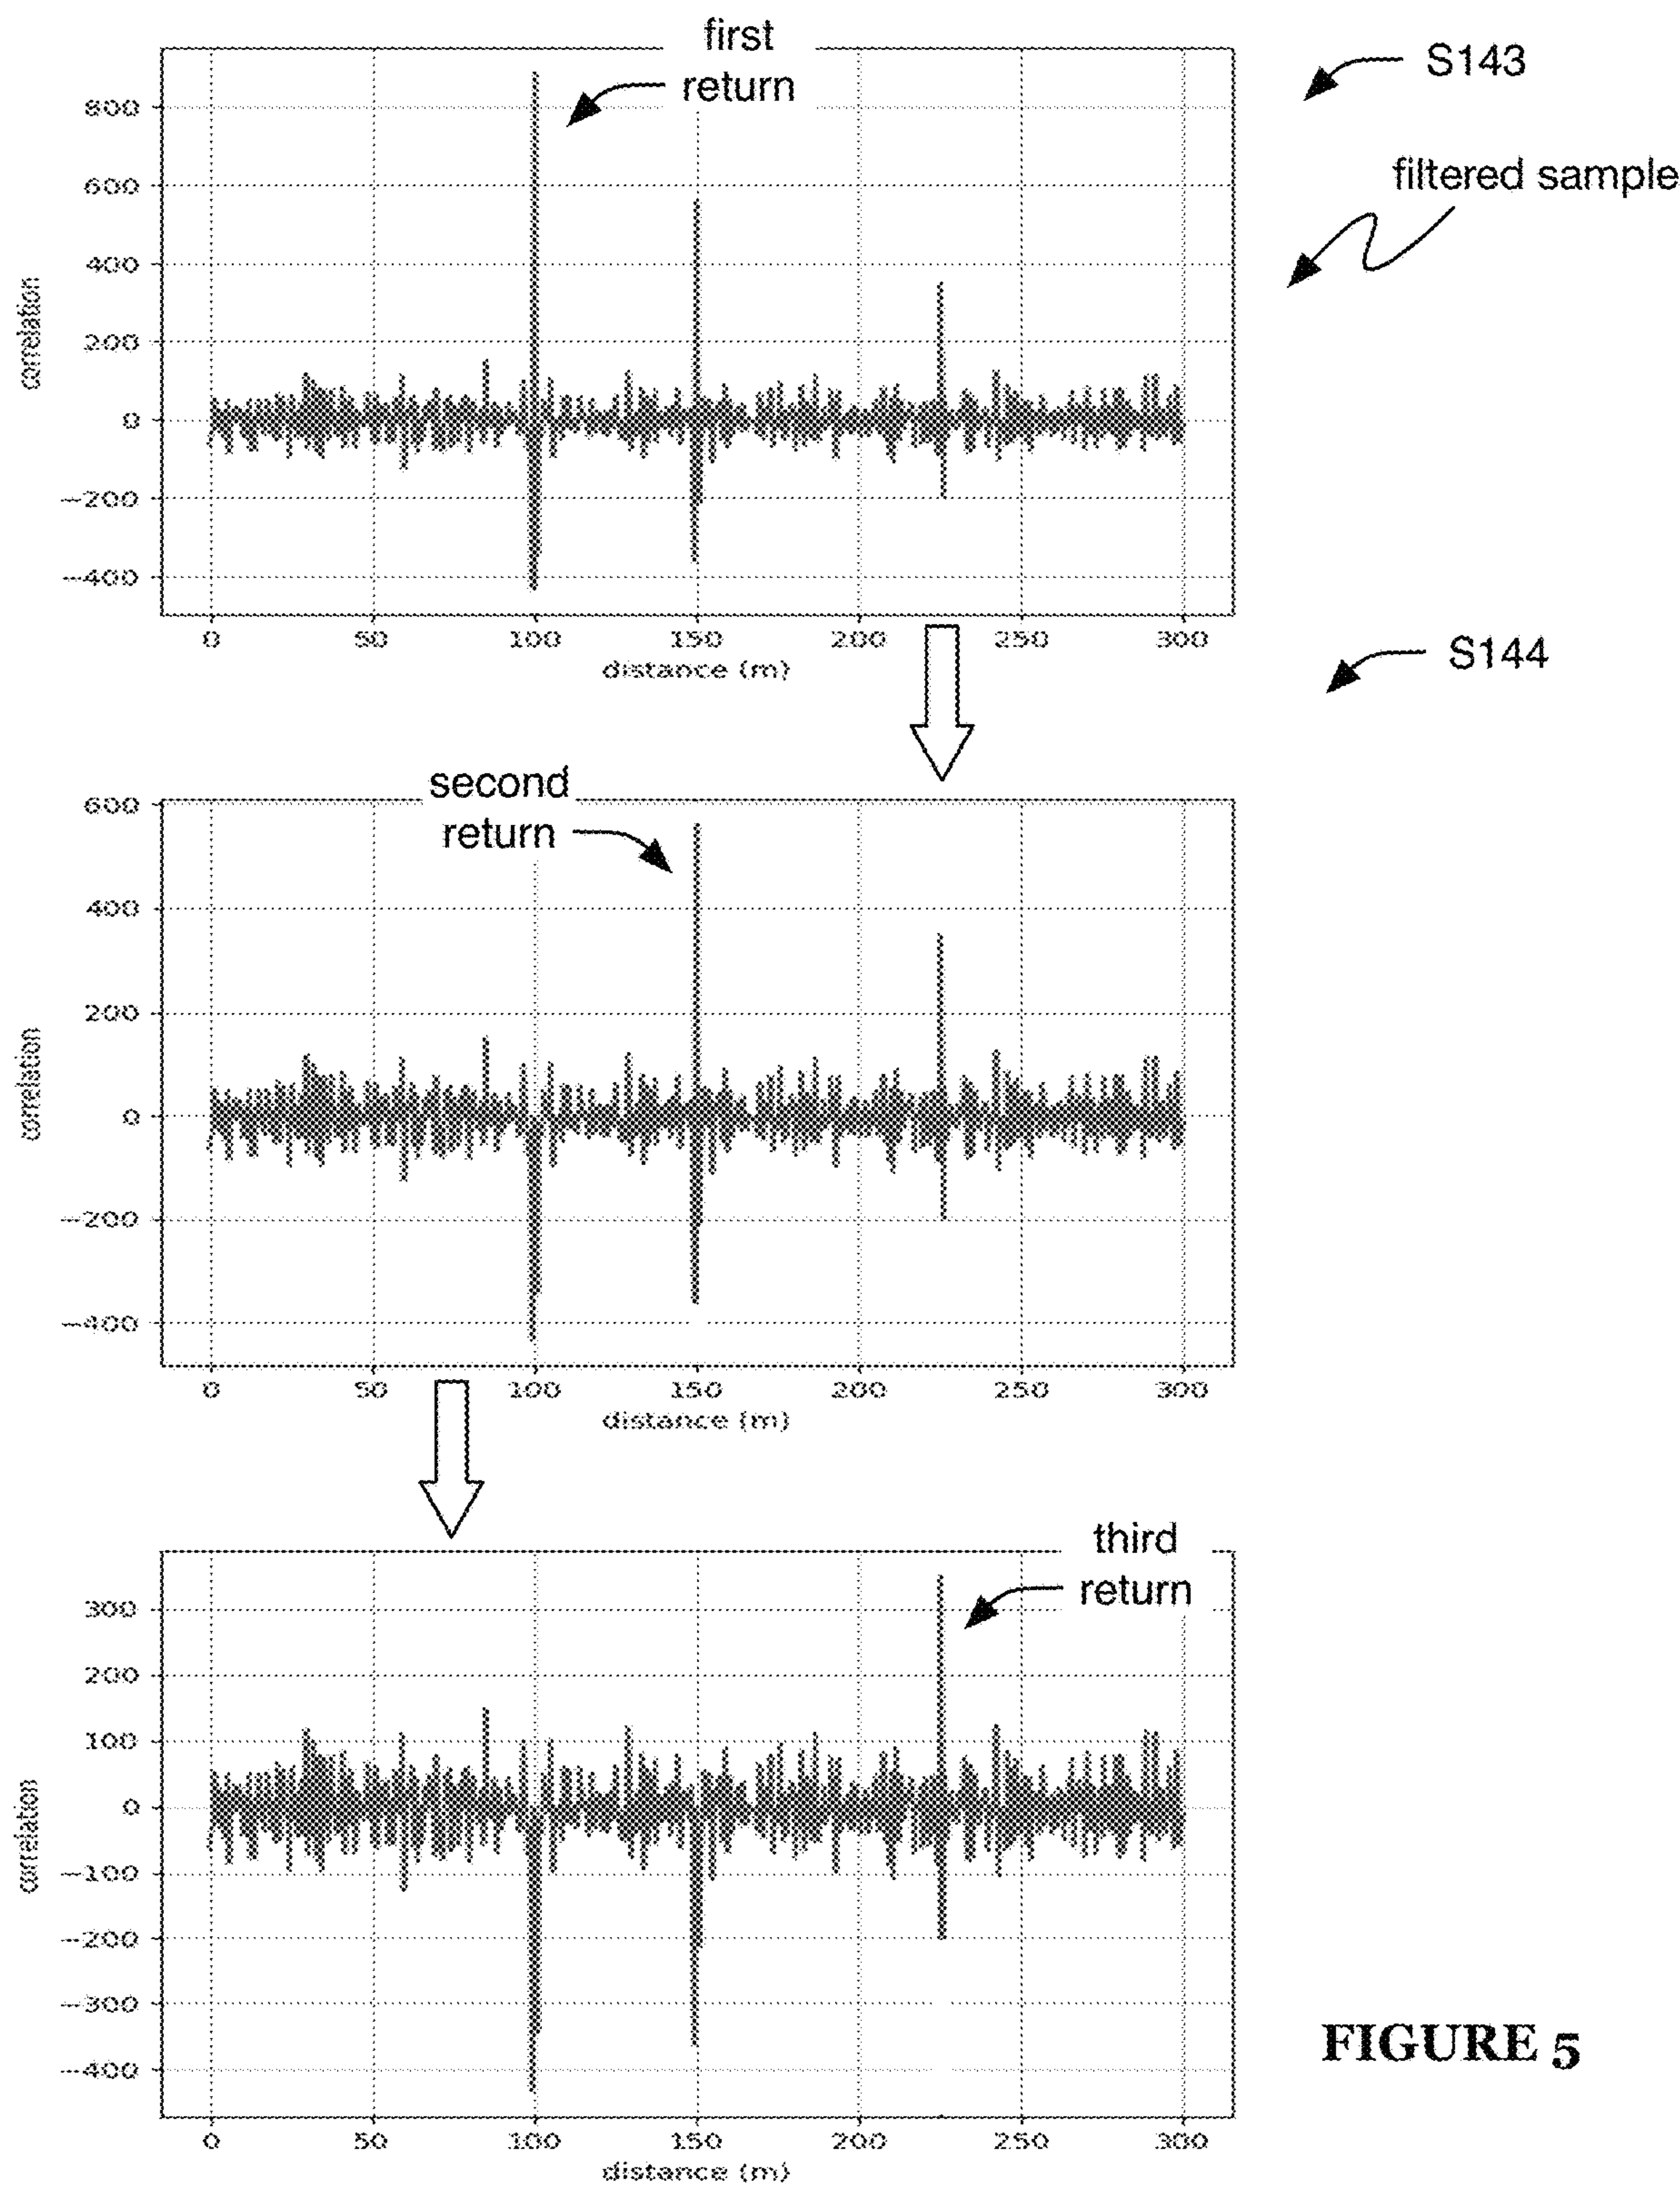 first
return
S143
filtered sample
800
600
400
200
0
−200
−400
correlation
0 50 100 150 200 250 300
distance (m)
S144
second
return
600
400
200
0
−200
−400
correlation
0 50 100 150 200 250 300
distance (m)
third
return
300
200
100
0
−100
−200
−300
−400
correlation
0 50 100 150 200 250 300
distance (m)
FIGURE 5